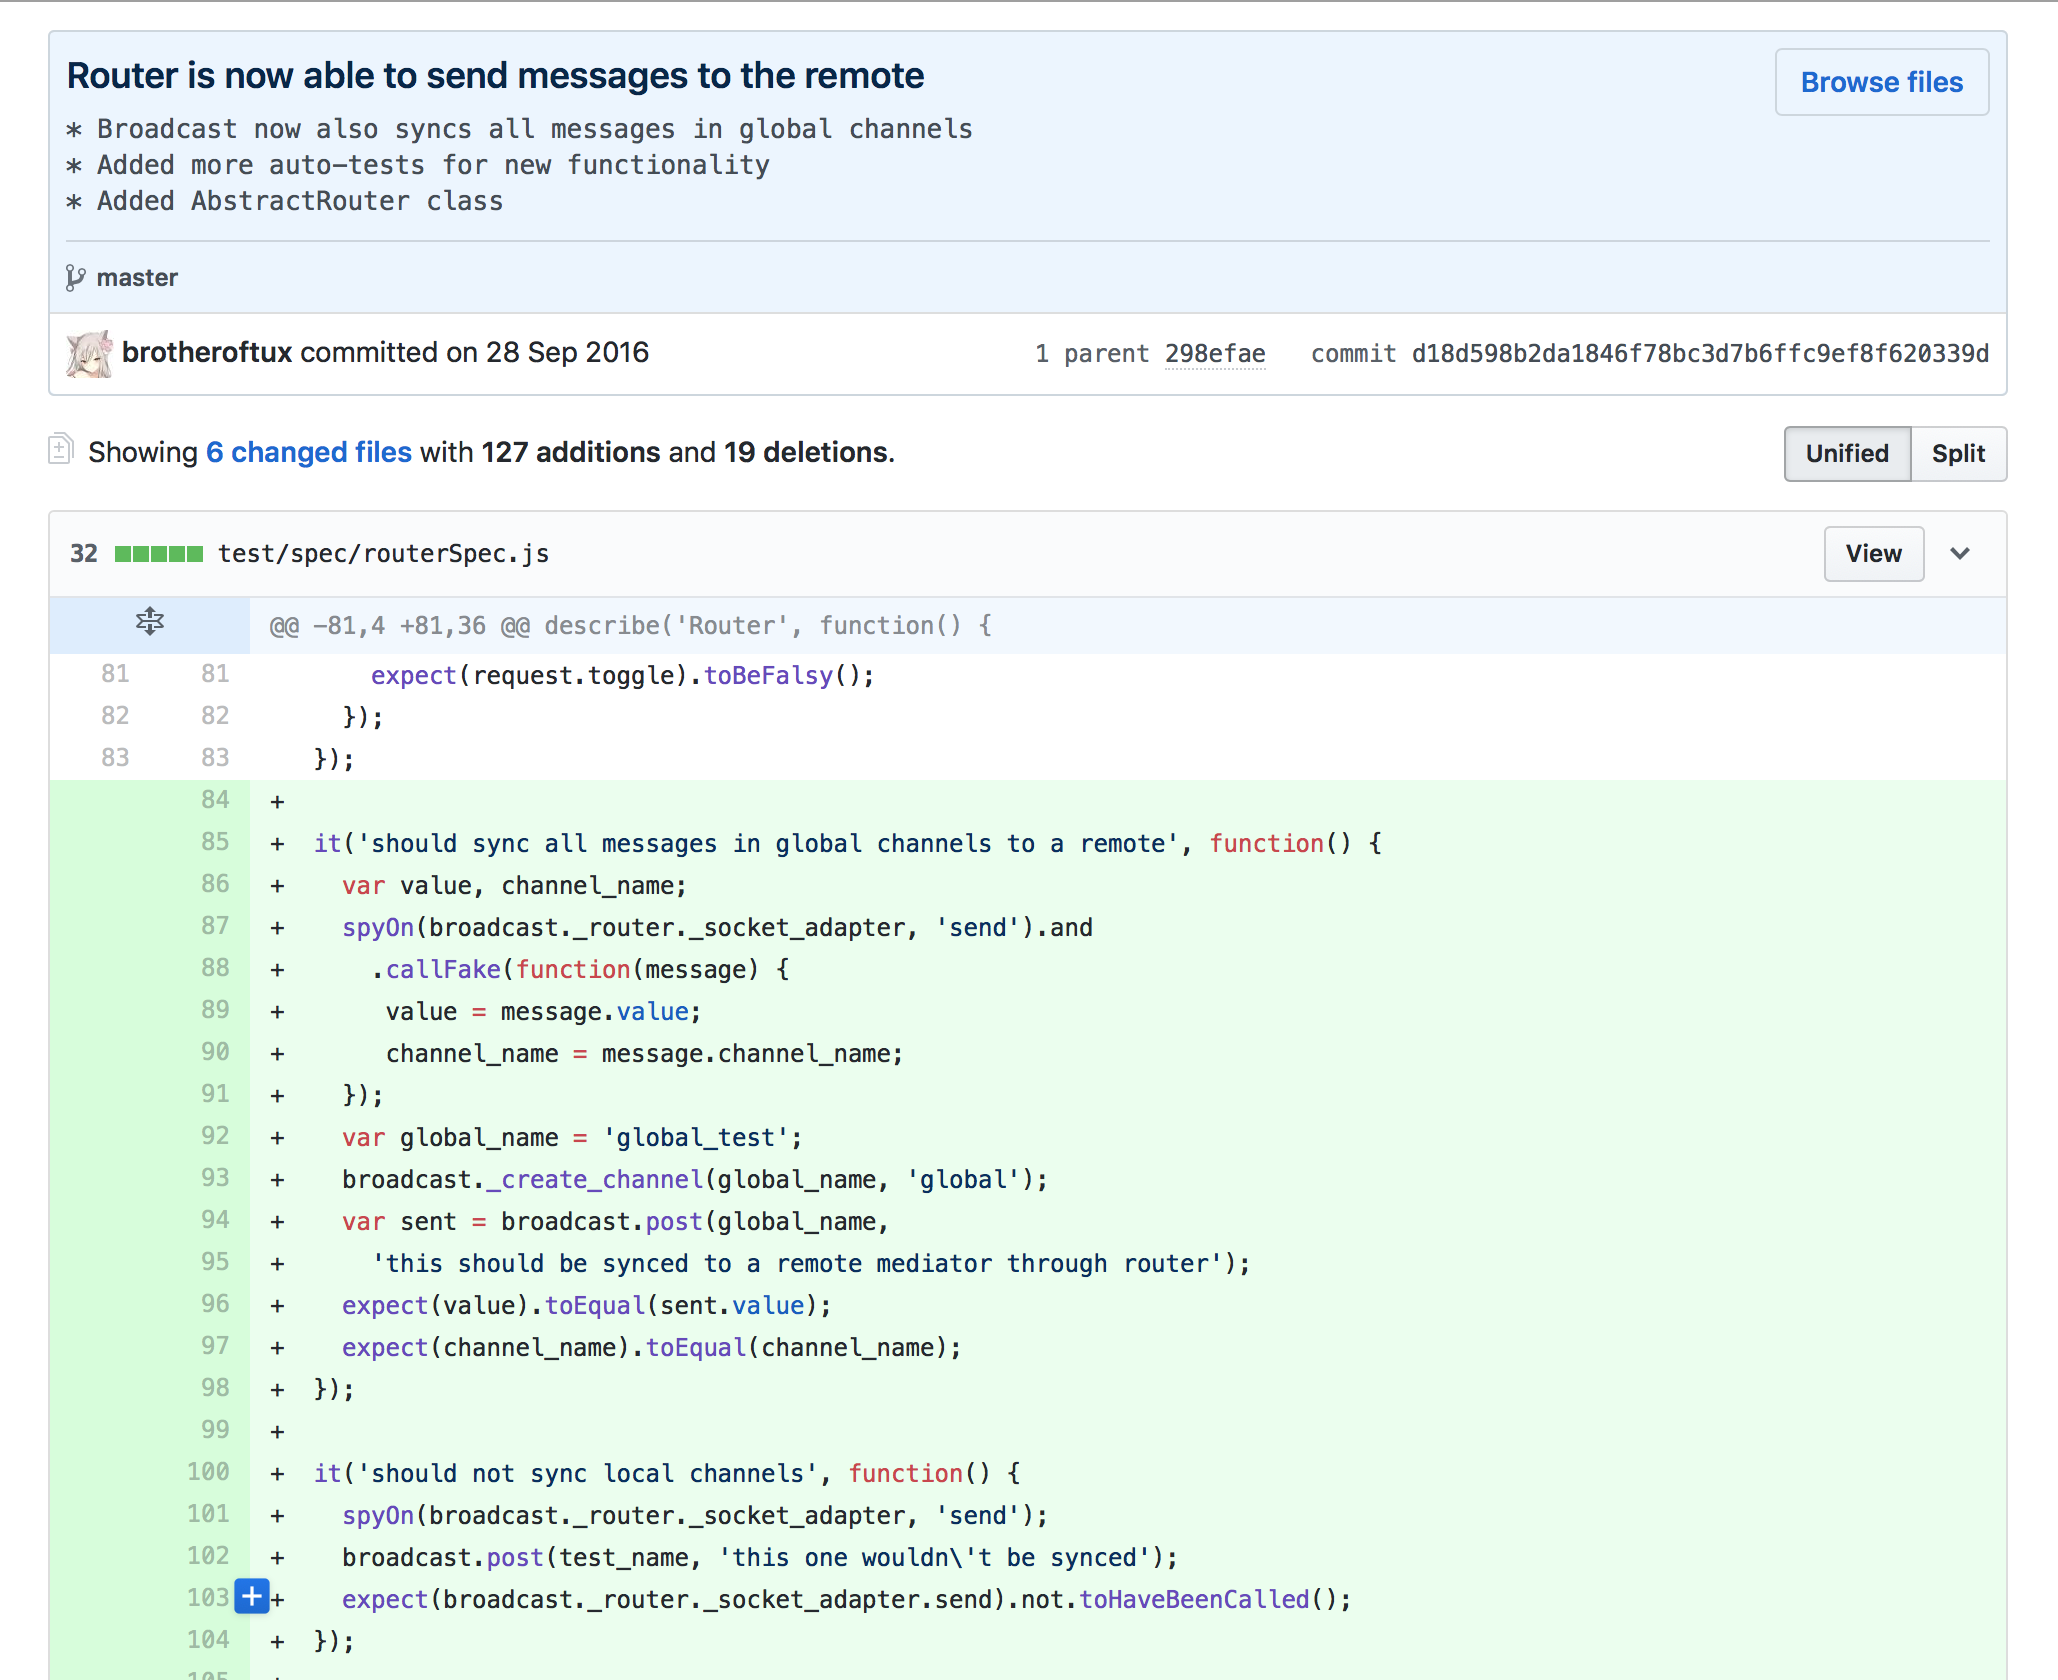 Router is now able to send messages to the remote
Browse files
* Broadcast now also syncs all messages in global channels
* Added more auto-tests for new functionality
* Added AbstractRouter class
master
brotheroftux committed on 28 Sep 2016 1 parent 298efae commit d18d598b2da1846f78bc3d7b6ffc9ef8f620339d
Showing 6 changed files with 127 additions and 19 deletions.
Unified Split
32 test/spec/routerSpec.js View
@@ -81,4 +81,36 @@ describe('Router', function() {
81 81 expect(request.toggle).toBeFalsy();
82 82 });
83 83 });
84 +
85 + it('should sync all messages in global channels to a remote', function() {
86 + var value, channel_name;
87 + spyOn(broadcast._router._socket_adapter, 'send').and
88 + .callFake(function(message) {
89 + value = message.value;
90 + channel_name = message.channel_name;
91 + });
92 + var global_name = 'global_test';
93 + broadcast._create_channel(global_name, 'global');
94 + var sent = broadcast.post(global_name,
95 + 'this should be synced to a remote mediator through router');
96 + expect(value).toEqual(sent.value);
97 + expect(channel_name).toEqual(channel_name);
98 + });
99 +
100 + it('should not sync local channels', function() {
101 + spyOn(broadcast._router._socket_adapter, 'send');
102 + broadcast.post(test_name, 'this one wouldn\'t be synced');
103 + expect(broadcast._router._socket_adapter.send).not.toHaveBeenCalled();
104 + });
105 +